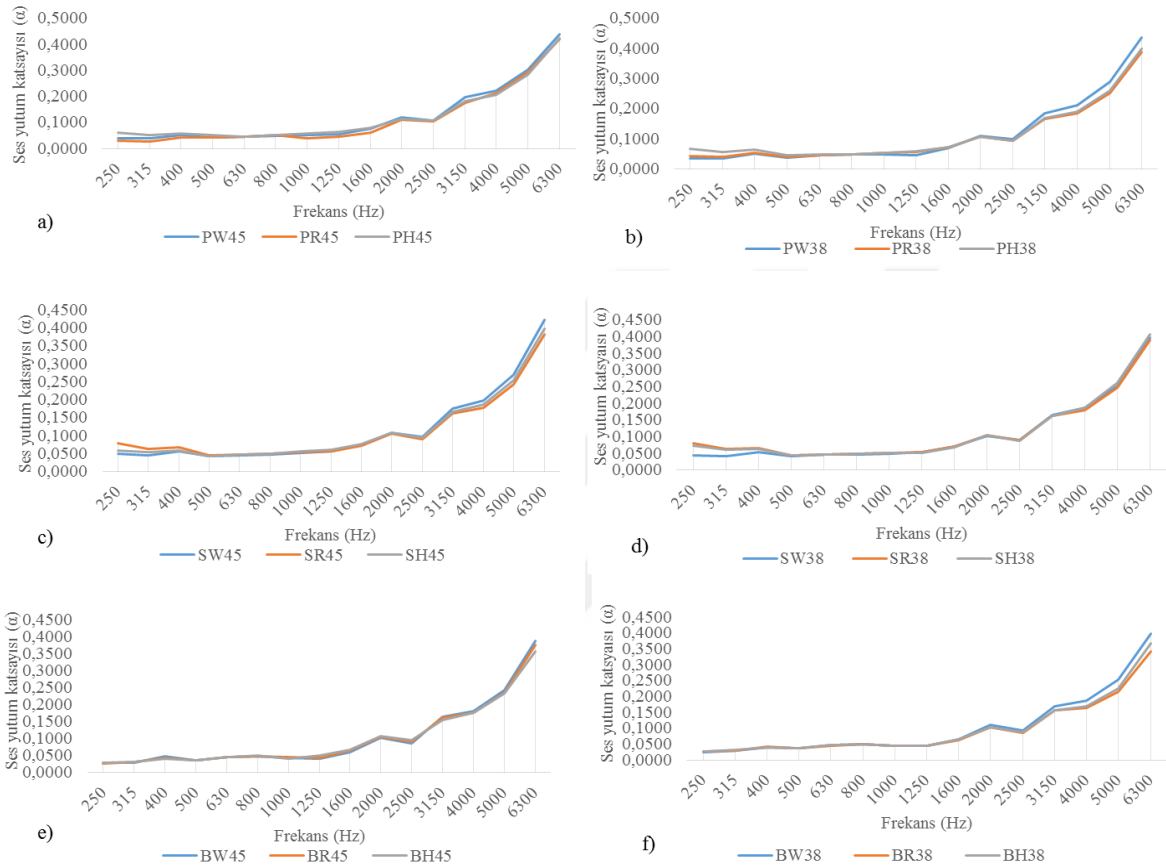 Ses yutum katsayısı (α)
0,5000
0,4000
0,3000
0,2000
0,1000
0,0000
250 315 400 500 630 800 1000 1250 1600 2000 2500 3150 4000 5000 6300
Frekans (Hz)
a)
PW45 PR45 PH45
Ses yutum katsayısı (α)
0,5000
0,4000
0,3000
0,2000
0,1000
0,0000
250 315 400 500 630 800 1000 1250 1600 2000 2500 3150 4000 5000 6300
Frekans (Hz)
b)
PW38 PR38 PH38
Ses yutum katsayısı (α)
0,4500
0,4000
0,3500
0,3000
0,2500
0,2000
0,1500
0,1000
0,0500
0,0000
250 315 400 500 630 800 1000 1250 1600 2000 2500 3150 4000 5000 6300
Frekans (Hz)
c)
SW45 SR45 SH45
Ses yutum katsyaısı (α)
0,4500
0,4000
0,3500
0,3000
0,2500
0,2000
0,1500
0,1000
0,0500
0,0000
250 315 400 500 630 800 1000 1250 1600 2000 2500 3150 4000 5000 6300
Frekans (Hz)
d)
SW38 SR38 SH38
Ses yutum katsayısı (α)
0,4500
0,4000
0,3500
0,3000
0,2500
0,2000
0,1500
0,1000
0,0500
0,0000
250 315 400 500 630 800 1000 1250 1600 2000 2500 3150 4000 5000 6300
Frekans (Hz)
e)
BW45 BR45 BH45
Ses yutum katsyaısı (α)
0,4500
0,4000
0,3500
0,3000
0,2500
0,2000
0,1500
0,1000
0,0500
0,0000
250 315 400 500 630 800 1000 1250 1600 2000 2500 3150 4000 5000 6300
Frekans (Hz)
f)
BW38 BR38 BH38